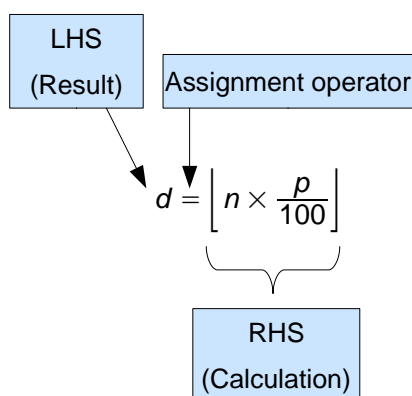 LHS
(Result)
Assignment operator
d = ⌊n × p/100⌋
RHS
(Calculation)